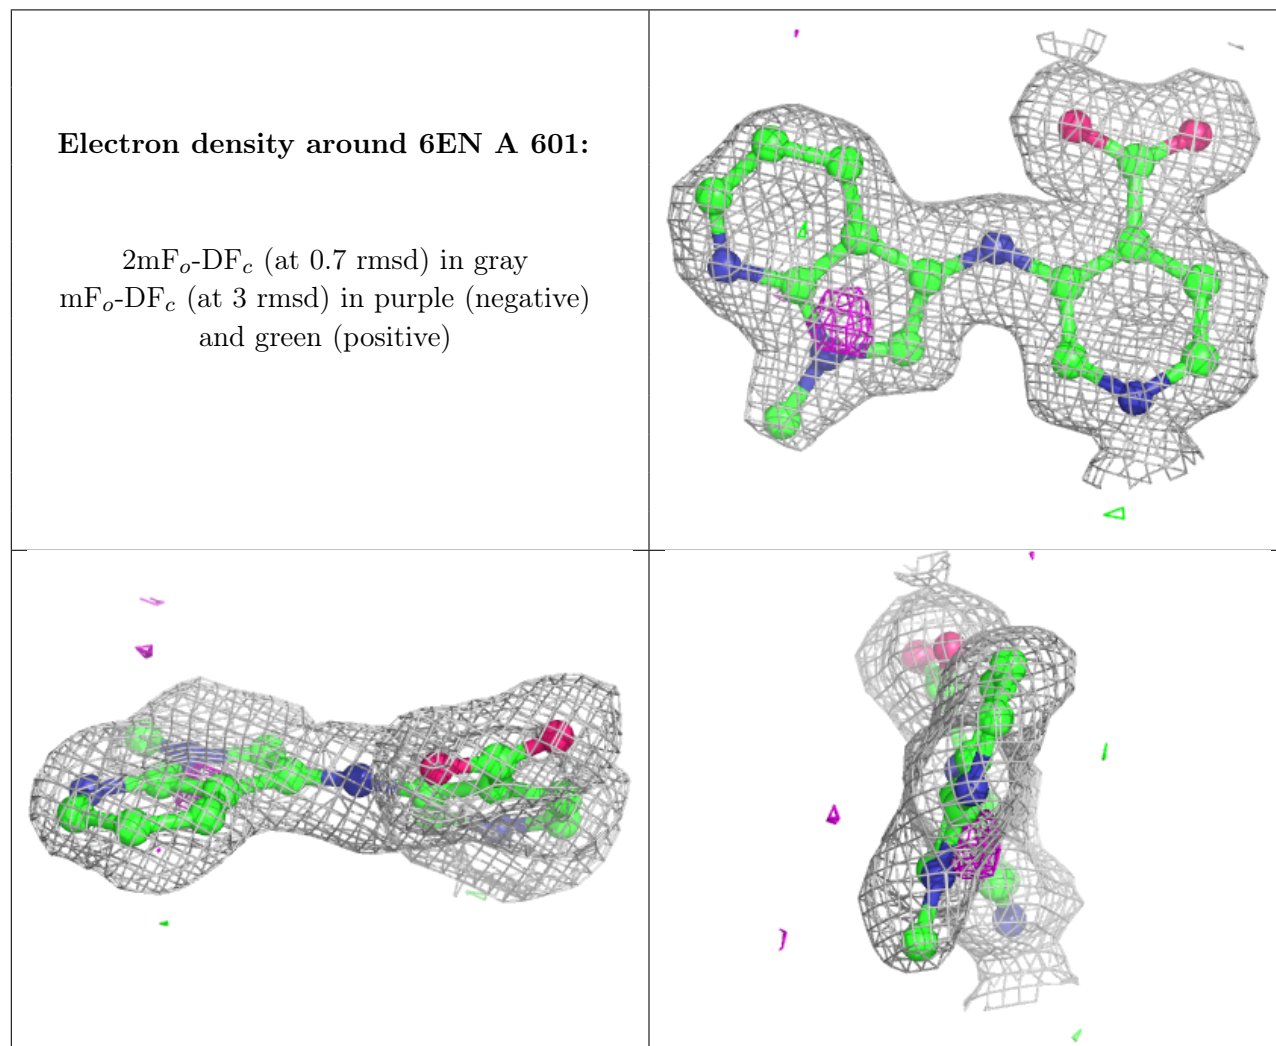 Electron density around 6EN A 601:
2mFo-DFc (at 0.7 rmsd) in gray
mFo-DFc (at 3 rmsd) in purple (negative)
and green (positive)